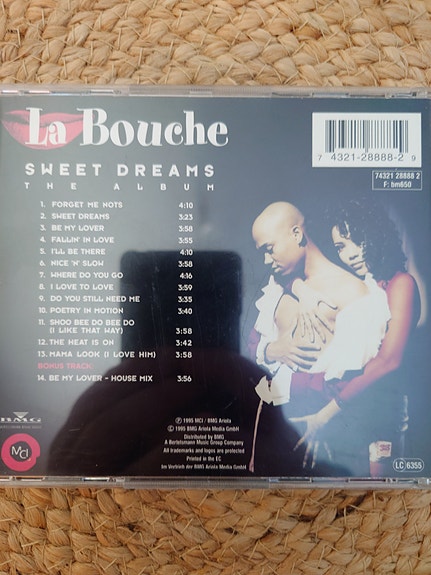 La Bouche
SWEET DREAMS
THE ALBUM
1. FORGET ME NOTS 4:10
2. SWEET DREAMS 3:23
3. BE MY LOVER 3:58
4. FALLIN' IN LOVE 3:55
5. I'LL BE THERE 4:10
6. NICE 'N' SLOW 3:58
7. WHERE DO YOU GO 4:16
8. I LOVE TO LOVE 3:59
9. DO YOU STILL NEED ME 3:35
10. POETRY IN MOTION 3:40
11. SHOO BEE DO BEE DO
(I LIKE THAT WAY) 3:58
12. THE HEAT IS ON 3:42
13. MAMA LOOK (I LOVE HIM) 3:58
BONUS TRACK:
14. BE MY LOVER - HOUSE MIX 3:56
7 4321-28888-2 9
74321 28888 2
F: bm650
BMG
MCI
℗ 1995 MCI / BMG Ariola
© 1995 BMG Ariola Media GmbH
Distributed by BMG
A Bertelsmann Music Group Company
All trademarks and logos are protected
Printed in the EC
Im Vertrieb der BMG Ariola Media GmbH
LC 6355